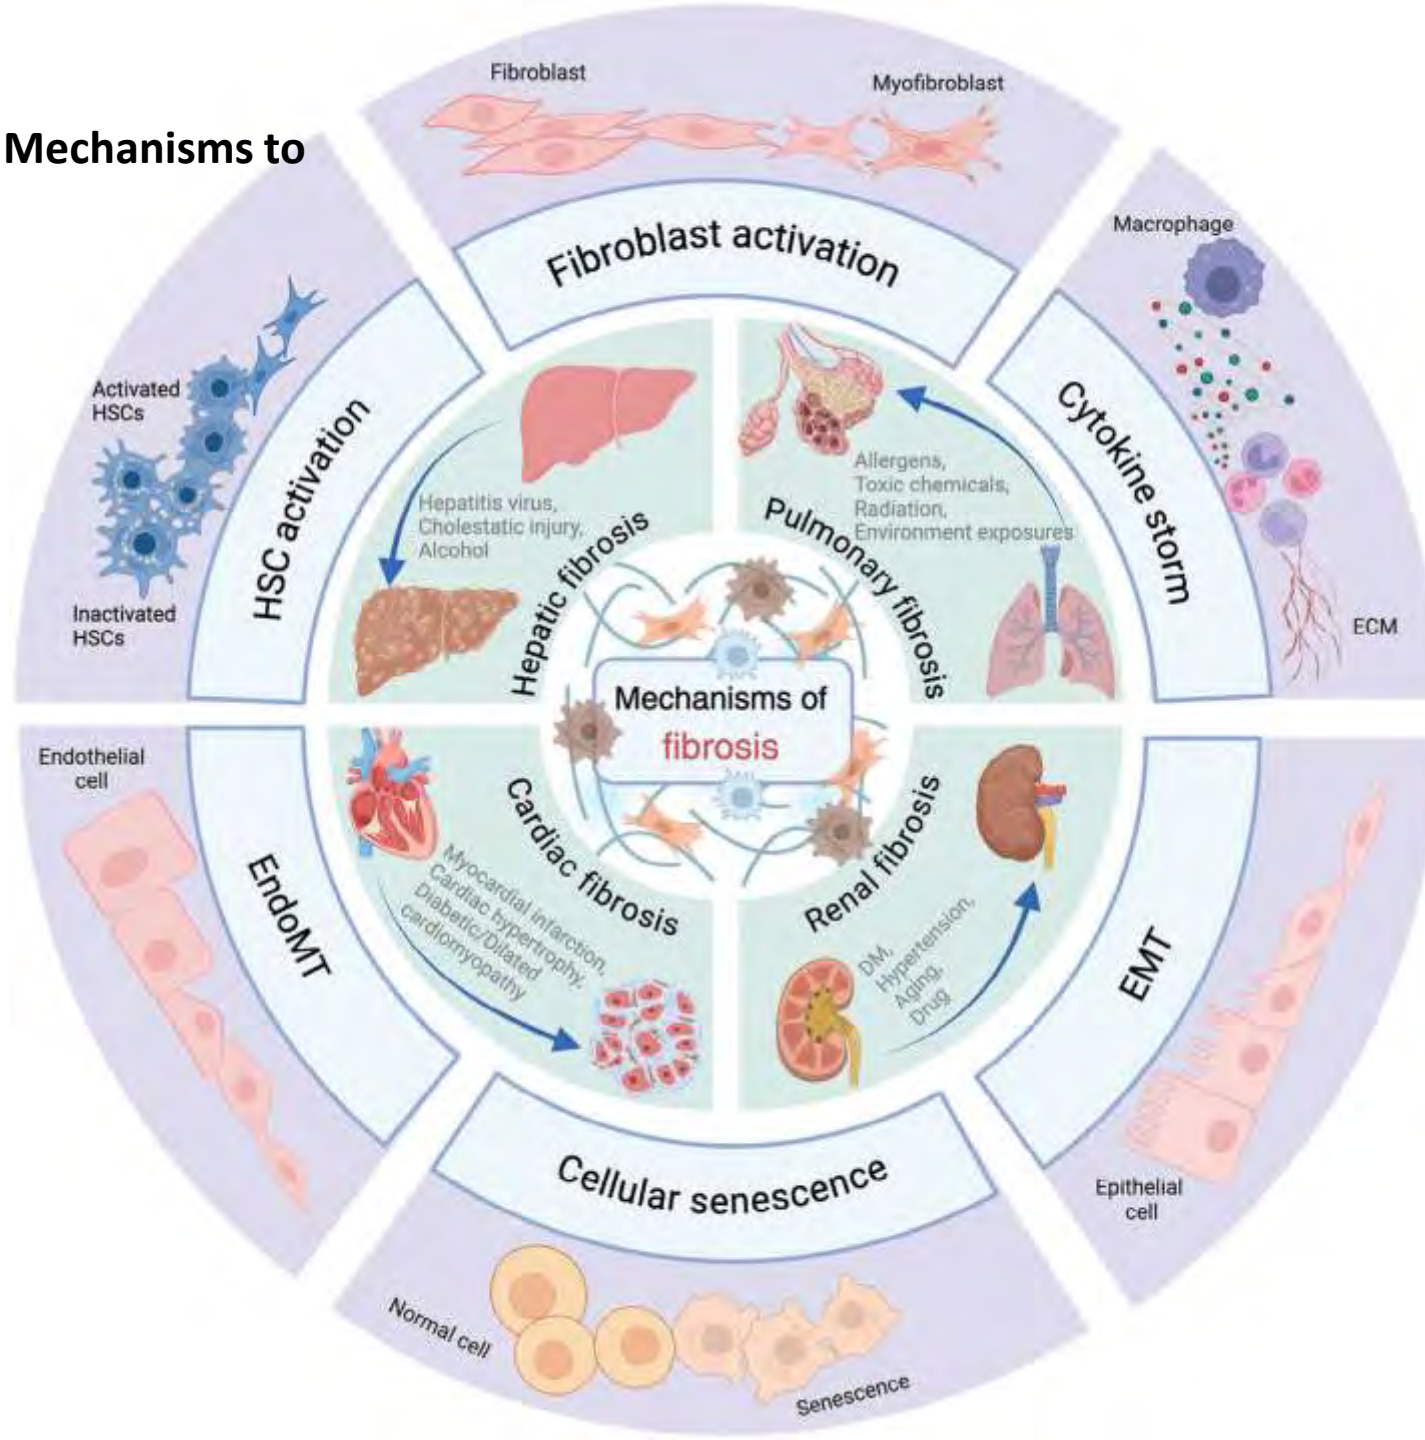 Mechanisms to
Fibroblast
Myofibroblast
Fibroblast activation
Macrophage
Cytokine storm
ECM
Activated
HSCs
Inactivated
HSCs
HSC activation
Hepatitis virus,
Cholestatic injury,
Alcohol
Hepatic fibrosis
Allergens,
Toxic chemicals,
Radiation,
Environment exposures
Pulmonary fibrosis
Mechanisms of
fibrosis
Endothelial
cell
EndoMT
Cardiac fibrosis
Myocardial infarction,
Cardiac hypertrophy,
Diabetic/Dilated
cardiomyopathy
Renal fibrosis
DM,
Hypertension,
Aging,
Drug
EMT
Epithelial
cell
Cellular senescence
Normal cell
Senescence